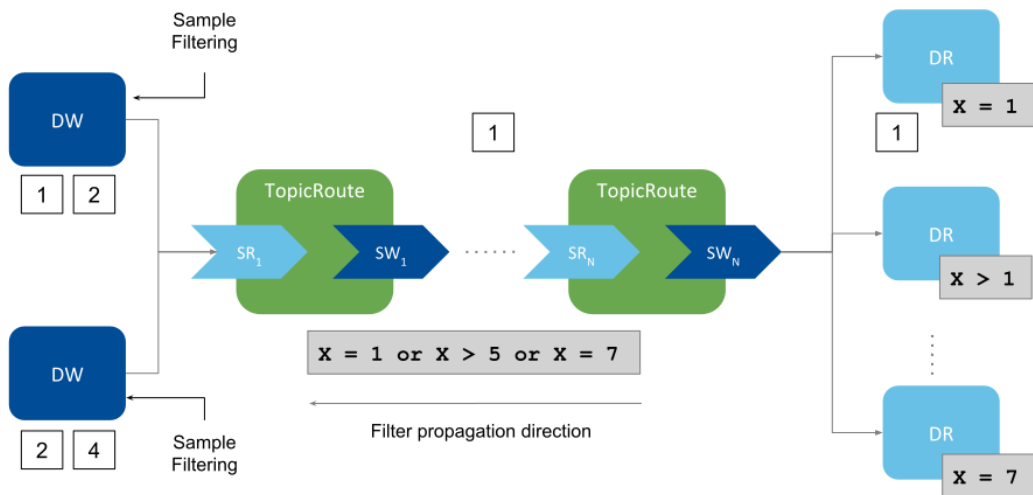 Sample
Filtering
DW
1 2
TopicRoute
SR1
SW1
......
1
TopicRoute
SRN
SWN
DR
X = 1
1
DR
X > 1
X = 1 or X > 5 or X = 7
Filter propagation direction
DW
2 4
Sample
Filtering
DR
X = 7